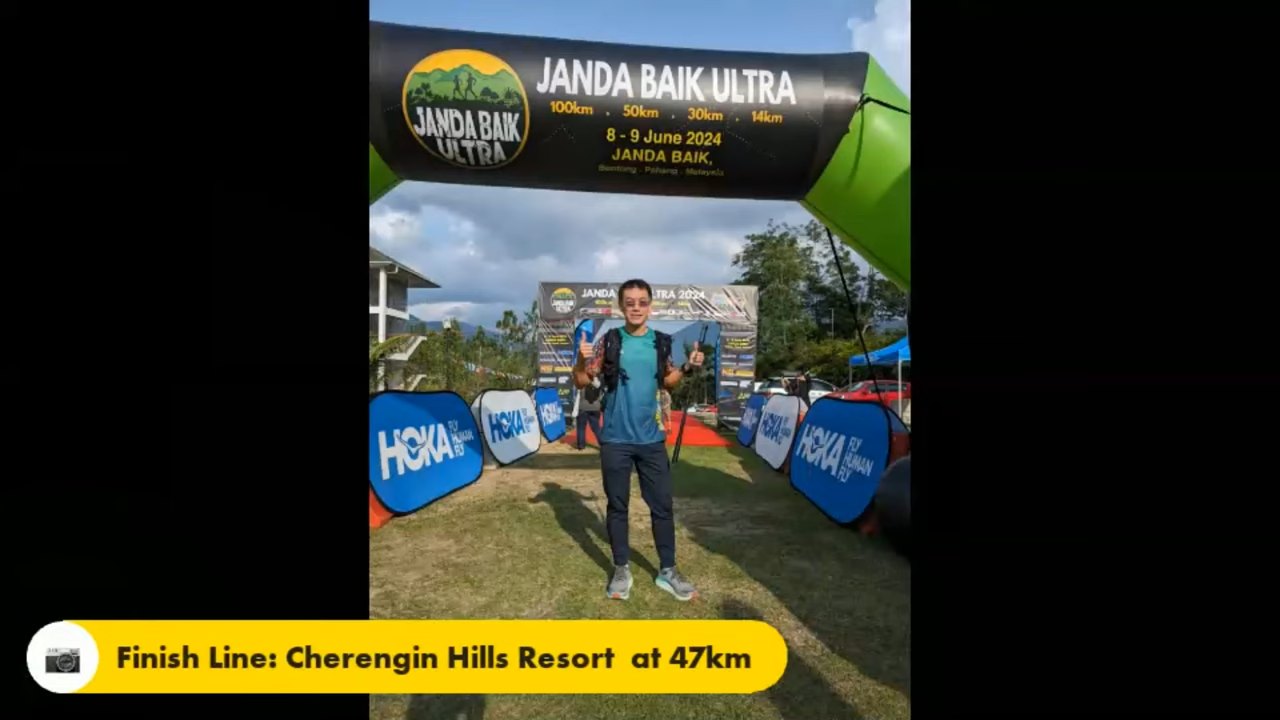 JANDA BAIK ULTRA
100km . 50km . 30km . 14km
8 - 9 June 2024
JANDA BAIK,
Bentong . Pahang . Malaysia
JANDA BAIK
ULTRA
HOKA FLY HUMAN FLY
HOKA
HOKA
HOKA
HOKA FLY HUMAN FLY
Finish Line: Cherengin Hills Resort at 47km